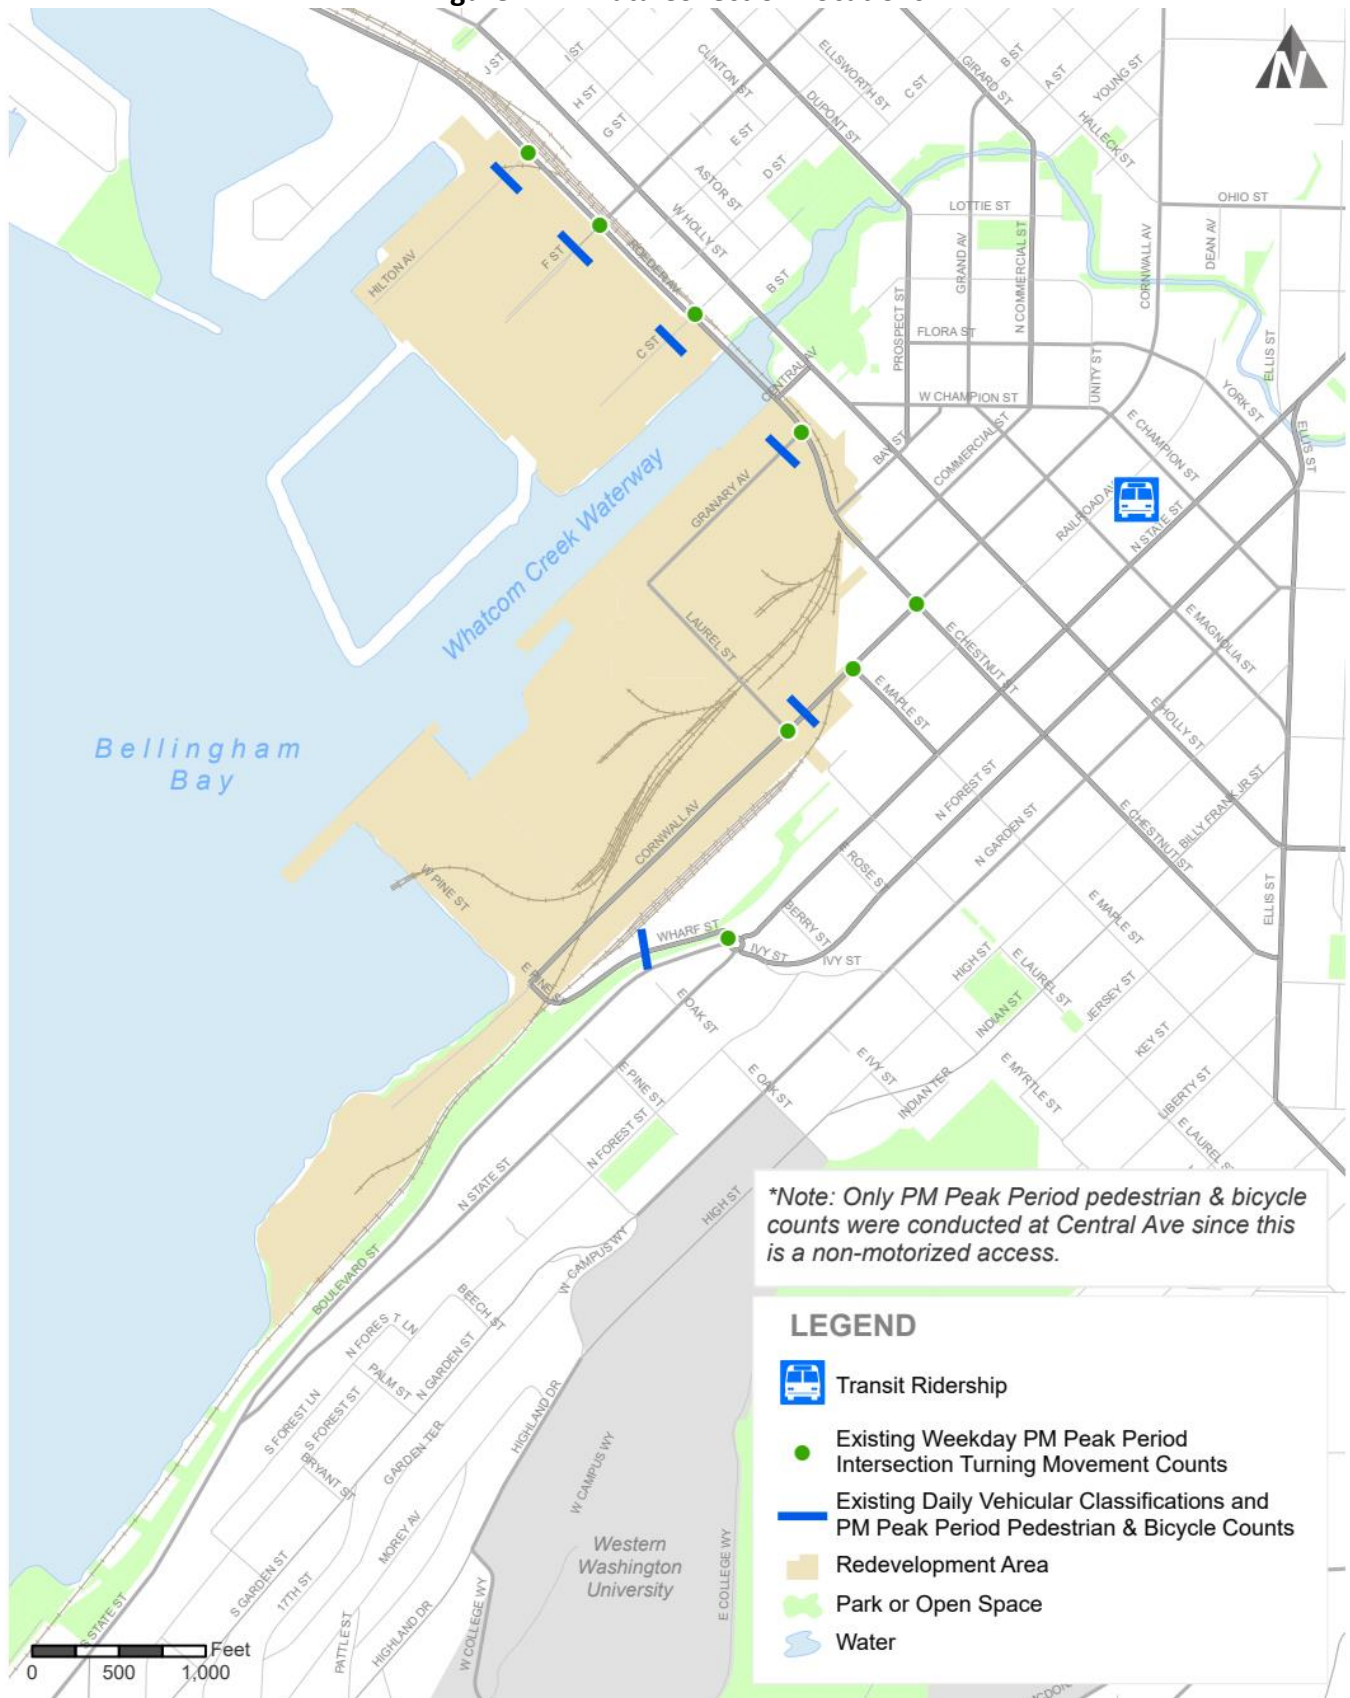 J ST
I ST
H ST
G ST
CLINTON ST
ELLSWORTH ST
DUPONT ST
C ST
GIRARD ST
B ST
A ST
YOUNG ST
HALLECK ST
N
E ST
D ST
ASTOR ST
W HOLLY ST
B ST
LOTTIE ST
OHIO ST
DEAN AV
CORNWALL AV
GRAND AV
N COMMERCIAL ST
PROSPECT ST
FLORA ST
UNITY ST
ELLIS ST
YORK ST
HILTON AV
F ST
ROEDER AV
C ST
CENTRAL AV
W CHAMPION ST
E CHAMPION ST
BAY ST
COMMERCIAL ST
ELLIS ST
RAILROAD AV
N STATE ST
GRANARY AV
Whatcom Creek Waterway
LAUREL ST
E CHESTNUT ST
E MAGNOLIA ST
E MAPLE ST
E HOLLY ST
Bellingham
Bay
N FOREST ST
N GARDEN ST
E CHESTNUT ST
BILLY FRANK JR ST
CORNWALL AV
W PINE ST
E ROSE ST
BERRY ST
E MAPLE ST
ELLIS ST
WHARF ST
IVY ST
IVY ST
HIGH ST
E LAUREL ST
JERSEY ST
INDIAN ST
KEY ST
E PINE ST
E OAK ST
E OAK ST
E IVY ST
INDIAN TER
E MYRTLE ST
LIBERTY ST
E LAUREL ST
E PINE ST
N FOREST ST
N STATE ST
HIGH ST
W CAMPUS WY
BOULEVARD ST
BEECH ST
N FOREST LN
PALM ST
N GARDEN ST
S FOREST LN
S FOREST ST
BRYANT ST
GARDEN TER
HIGHLAND DR
W CAMPUS WY
MOREY AV
S GARDEN ST
17TH ST
PATTLE ST
HIGHLAND DR
W COLLEGE WY
E COLLEGE WY
S STATE ST
Western
Washington
University
*Note: Only PM Peak Period pedestrian & bicycle
counts were conducted at Central Ave since this
is a non-motorized access.
LEGEND
Transit Ridership
Existing Weekday PM Peak Period
Intersection Turning Movement Counts
Existing Daily Vehicular Classifications and
PM Peak Period Pedestrian & Bicycle Counts
Redevelopment Area
Park or Open Space
Water
Feet
0 500 1,000